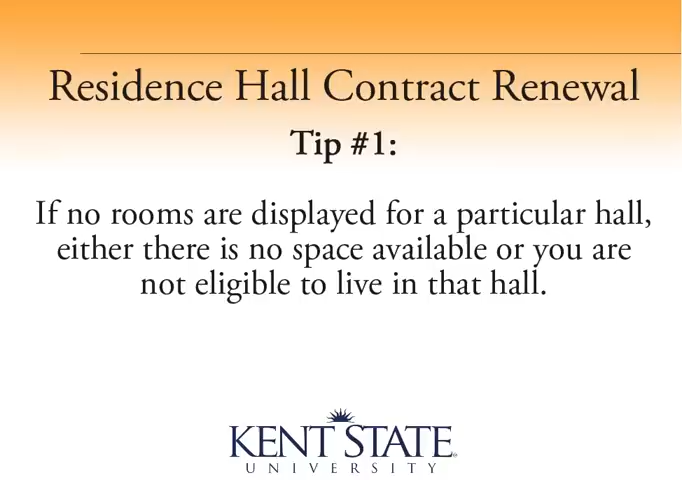 Residence Hall Contract Renewal
Tip #1:
If no rooms are displayed for a particular hall,
either there is no space available or you are
not eligible to live in that hall.
KENT STATE
UNIVERSITY